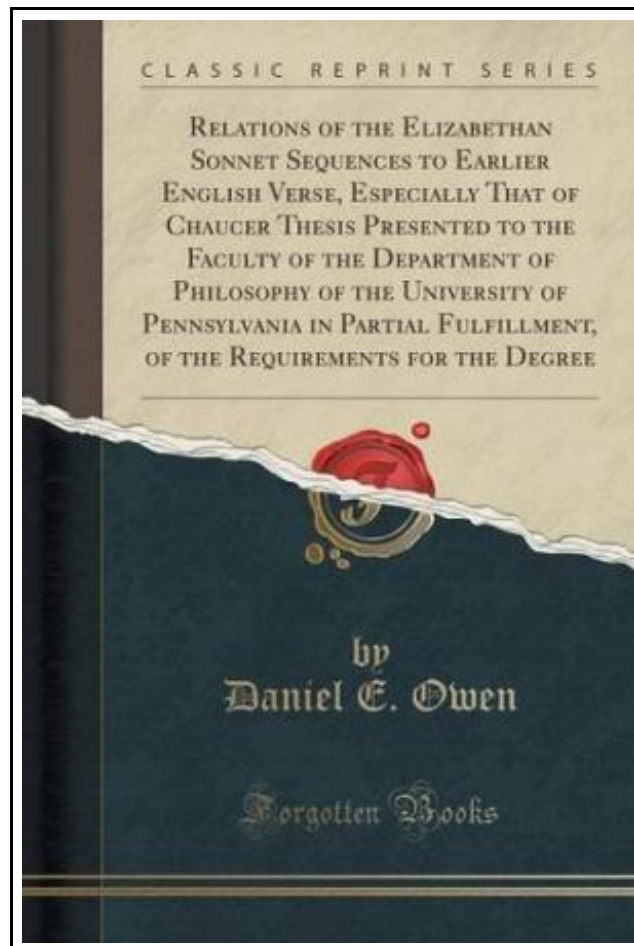 CLASSIC REPRINT SERIES
RELATIONS OF THE ELIZABETHAN
SONNET SEQUENCES TO EARLIER
ENGLISH VERSE, ESPECIALLY THAT OF
CHAUCER THESIS PRESENTED TO THE
FACULTY OF THE DEPARTMENT OF
PHILOSOPHY OF THE UNIVERSITY OF
PENNSYLVANIA IN PARTIAL FULFILLMENT,
OF THE REQUIREMENTS FOR THE DEGREE
by
Daniel E. Owen
Forgotten Books